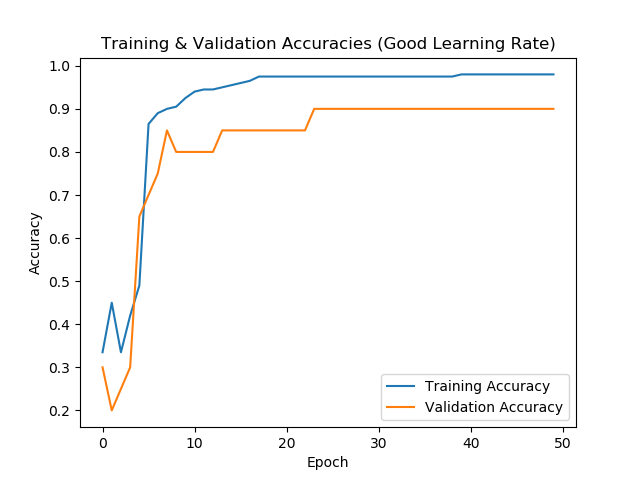 Training & Validation Accuracies (Good Learning Rate)
1.0
0.9
0.8
0.7
0.6
0.5
0.4
0.3
0.2
Accuracy
Training Accuracy
Validation Accuracy
0 10 20 30 40 50
Epoch